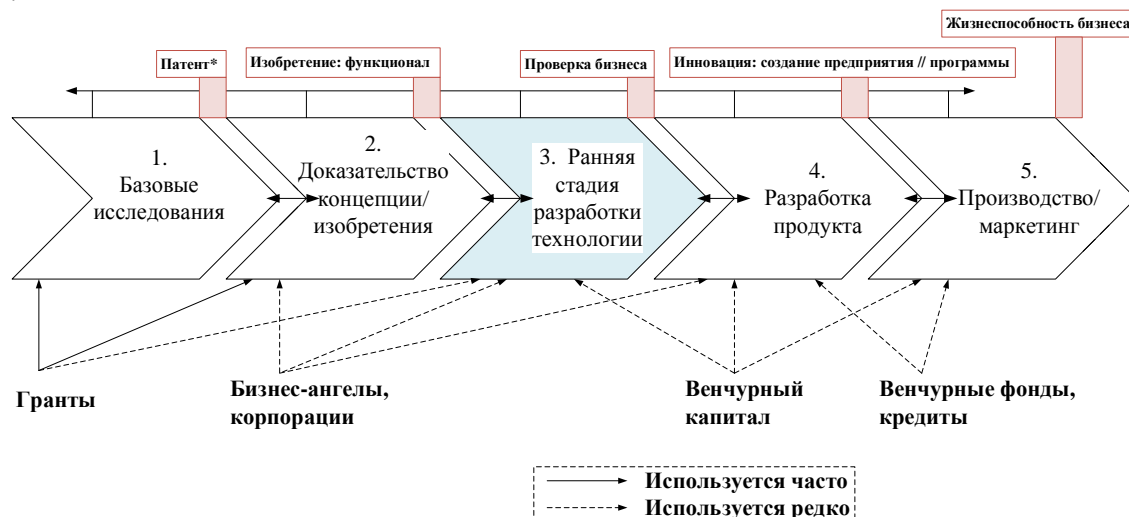 Жизнеспособность бизнеса
Патент*
Изобретение: функционал
Проверка бизнеса
Инновация: создание предприятия // программы
1.
Базовые
исследования
2.
Доказательство
концепции/
изобретения
3. Ранняя
стадия
разработки
технологии
4.
Разработка
продукта
5.
Производство/
маркетинг
Гранты
Бизнес-ангелы,
корпорации
Венчурный
капитал
Венчурные фонды,
кредиты
Используется часто
Используется редко